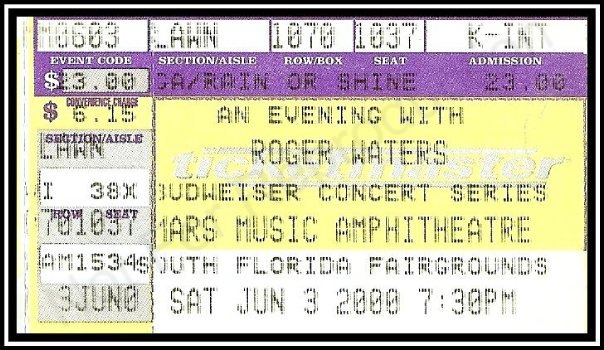 M0603 LAWN 1070 1037 K-INT
EVENT CODE SECTION/AISLE ROW/BOX SEAT ADMISSION
$ 23.00 CA/RAIN OR SHINE 23.00
CONVENIENCE CHARGE
$ 6.15 AN EVENING WITH
SECTION/AISLE
LAWN ROGER WATERS
ticketmaster
I 38X BUDWEISER CONCERT SERIES
ROW SEAT
701037 MARS MUSIC AMPHITHEATRE
AM1534 SOUTH FLORIDA FAIRGROUNDS
3JUN0 SAT JUN 3 2000 7:30PM